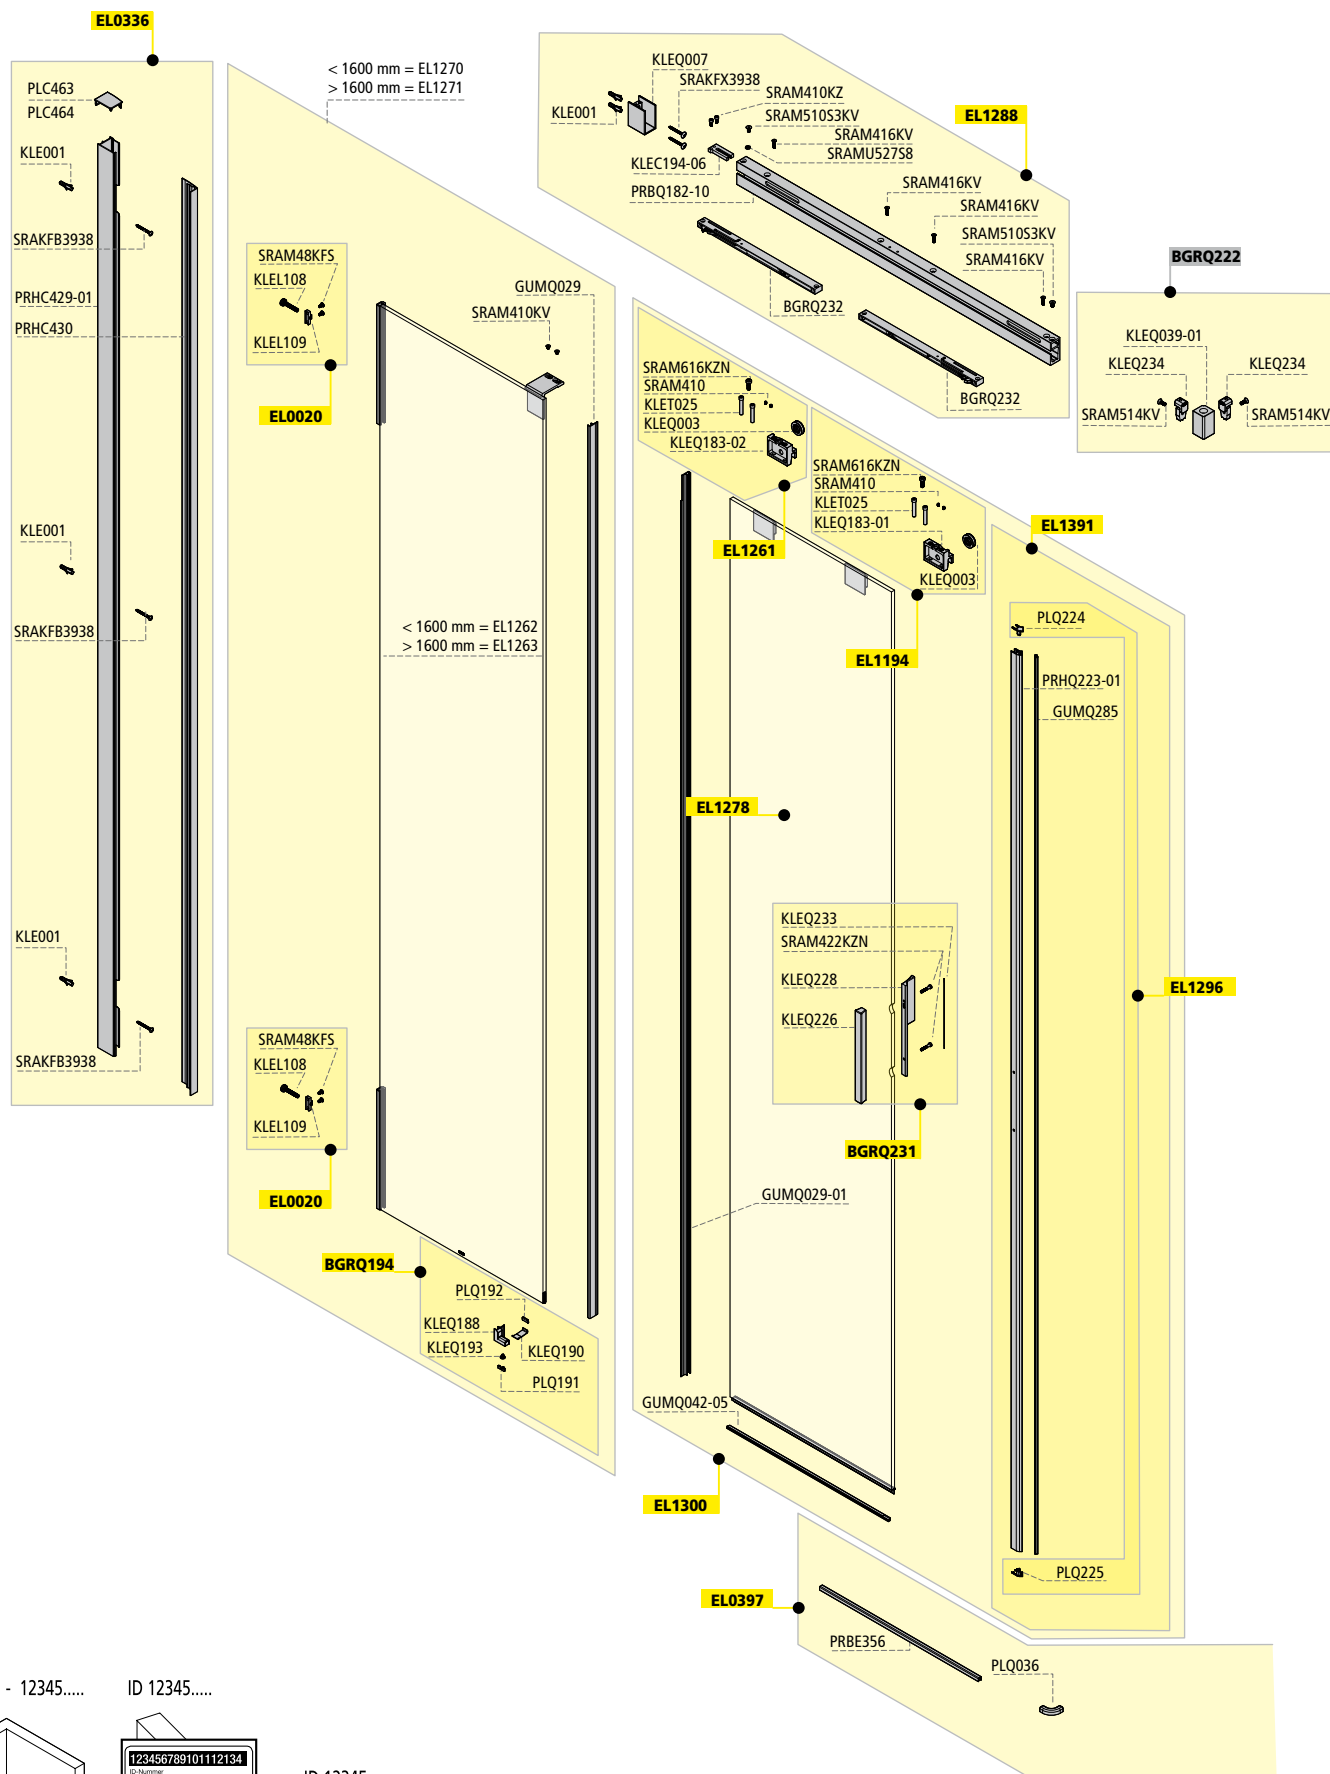 EL0336
PLC463
PLC464
KLE001
SRAKFB3938
PRHC429-01
PRHC430
KLE001
SRAKFB3938
KLE001
SRAKFB3938
< 1600 mm = EL1270
> 1600 mm = EL1271
SRAM48KFS
KLEL108
KLEL109
EL0020
GUMQ029
SRAM410KV
< 1600 mm = EL1262
> 1600 mm = EL1263
SRAM48KFS
KLEL108
KLEL109
EL0020
BGRQ194
PLQ192
KLEQ188
KLEQ193
KLEQ190
PLQ191
KLEQ007
SRAKFX3938
SRAM410KZ
KLE001
SRAM510S3KV
SRAM416KV
SRAMU527S8
KLEC194-06
PRBQ182-10
EL1288
SRAM416KV
SRAM416KV
SRAM510S3KV
SRAM416KV
BGRQ232
BGRQ232
BGRQ222
KLEQ039-01
KLEQ234
KLEQ234
SRAM514KV
SRAM514KV
SRAM616KZN
SRAM410
KLET025
KLEQ003
KLEQ183-02
EL1261
SRAM616KZN
SRAM410
KLET025
KLEQ183-01
KLEQ003
EL1194
EL1391
PLQ224
PRHQ223-01
GUMQ285
EL1278
KLEQ233
SRAM422KZN
KLEQ228
KLEQ226
BGRQ231
EL1296
GUMQ029-01
GUMQ042-05
EL1300
PLQ225
EL0397
PRBE356
PLQ036
- 12345.....
ID 12345.....
123456789101112134
ID-Nummer